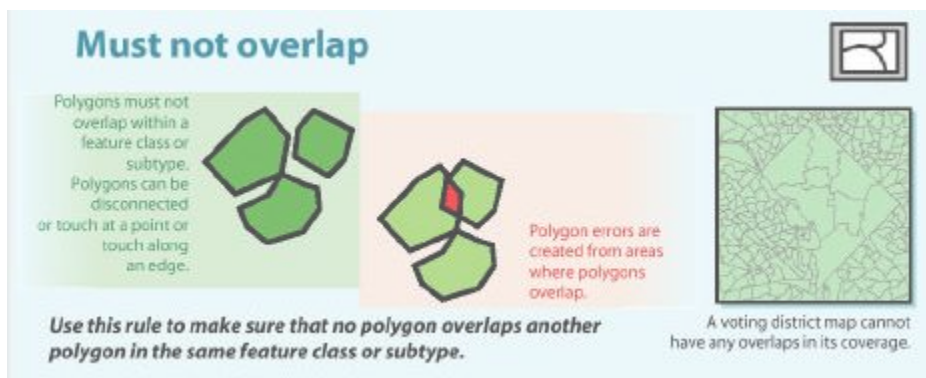 Must not overlap
Polygons must not
overlap within a
feature class or
subtype.
Polygons can be
disconnected
or touch at a point or
touch along
an edge.
Polygon errors are
created from areas
where polygons
overlap.
Use this rule to make sure that no polygon overlaps another
polygon in the same feature class or subtype.
A voting district map cannot
have any overlaps in its coverage.